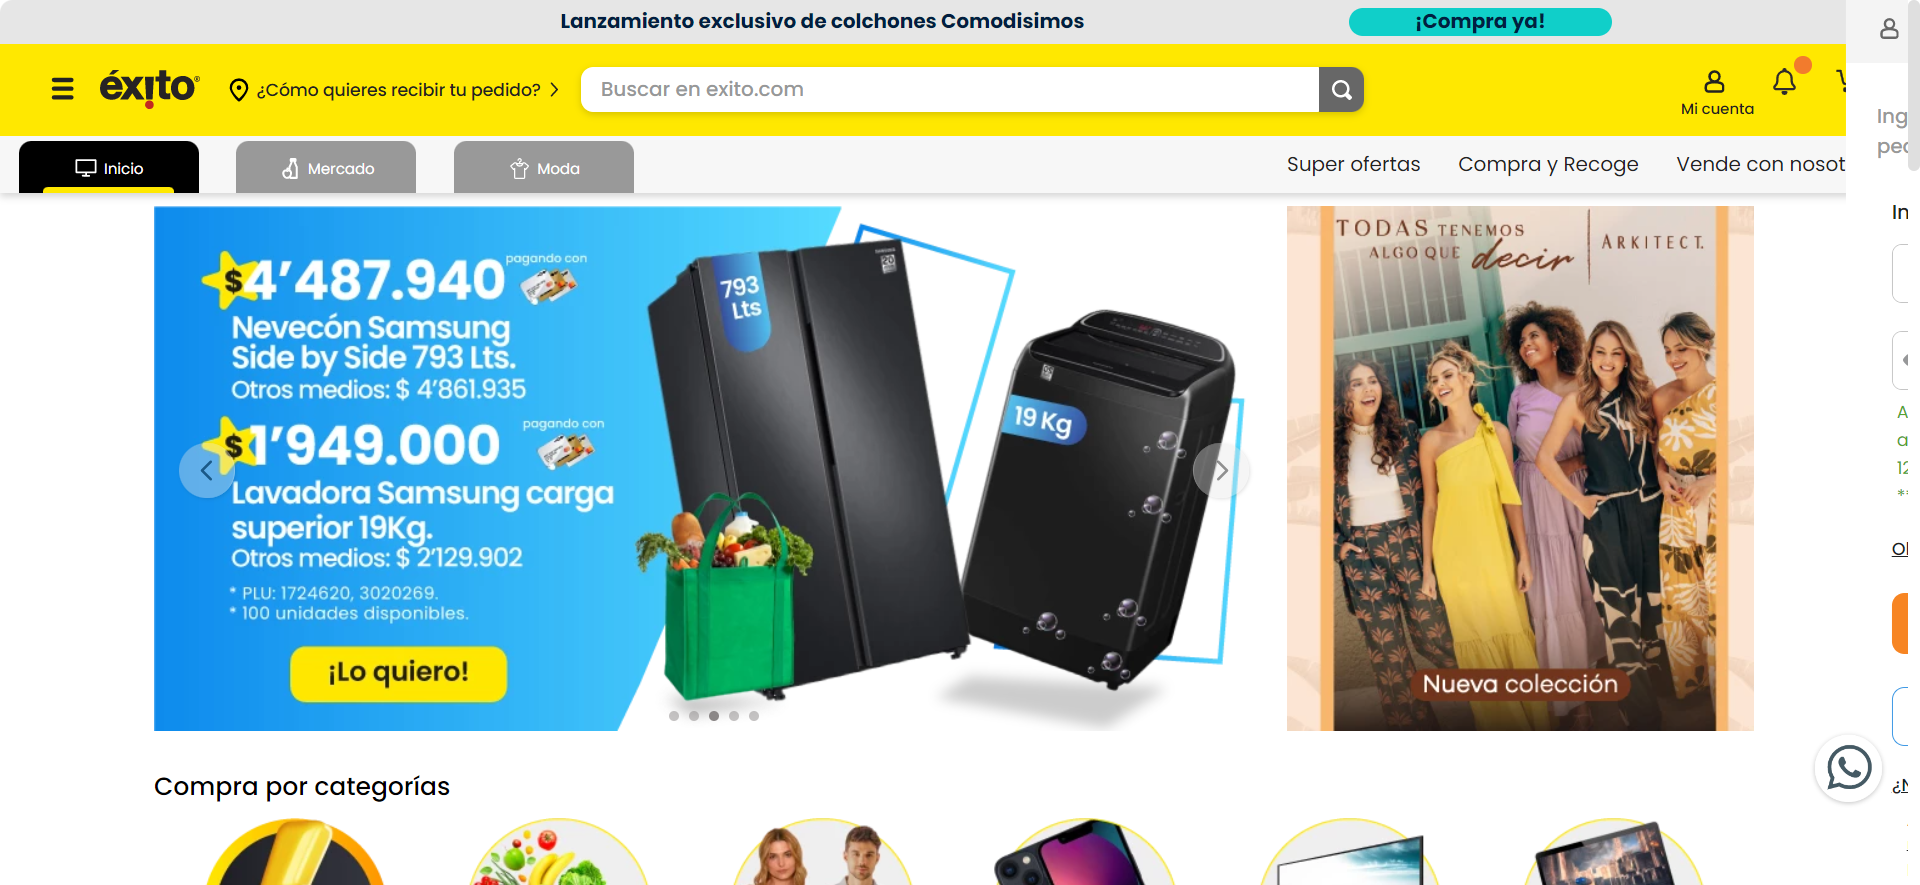 Lanzamiento exclusivo de colchones Comodisimos
¡Compra ya!
éxito
¿Cómo quieres recibir tu pedido?
Buscar en exito.com
Mi cuenta
Inicio
Mercado
Moda
Super ofertas
Compra y Recoge
Vende con nosot
Ing
In
$4'487.940
pagando con
Nevecón Samsung
Side by Side 793 Lts.
Otros medios: $ 4'861.935
$1'949.000
pagando con
Lavadora Samsung carga
superior 19Kg.
Otros medios: $ 2'129.902
* PLU: 1724620, 3020269.
* 100 unidades disponibles.
¡Lo quiero!
793
Lts
19 Kg
TODAS TENEMOS
ALGO QUE decir
ARKITECT.
Nueva colección
A
a
12
**
¿N
Compra por categorías